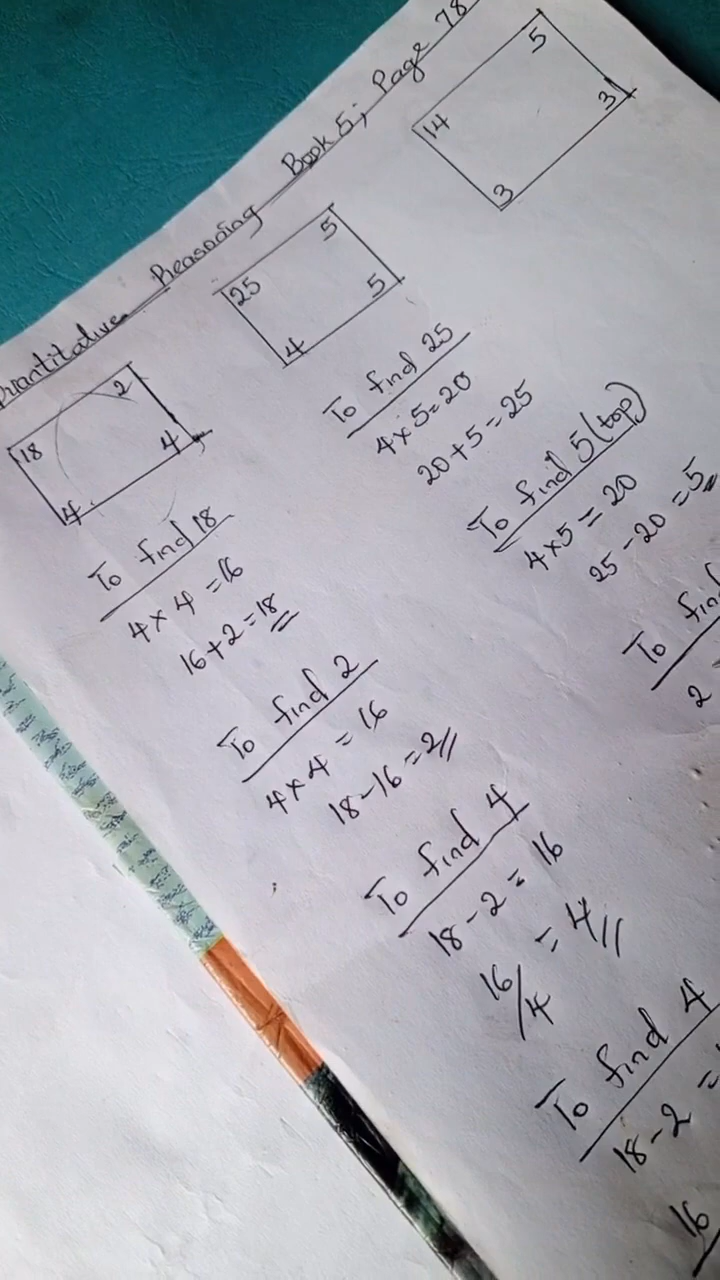 Quantitative Reasoning Book 5; Page 78
18 2
4 4
25 5
4 5
14 5
3 3
To find 18
4 x 4 = 16
16 + 2 = 18
To find 2
4 x 4 = 16
18 - 16 = 2
To find 4
18 - 2 = 16
16/4 = 4
To find 4
18 - 2 =
16
To find 25
4 x 5 = 20
20 + 5 = 25
To find 5 (top)
4 x 5 = 20
25 - 20 = 5
To find
2